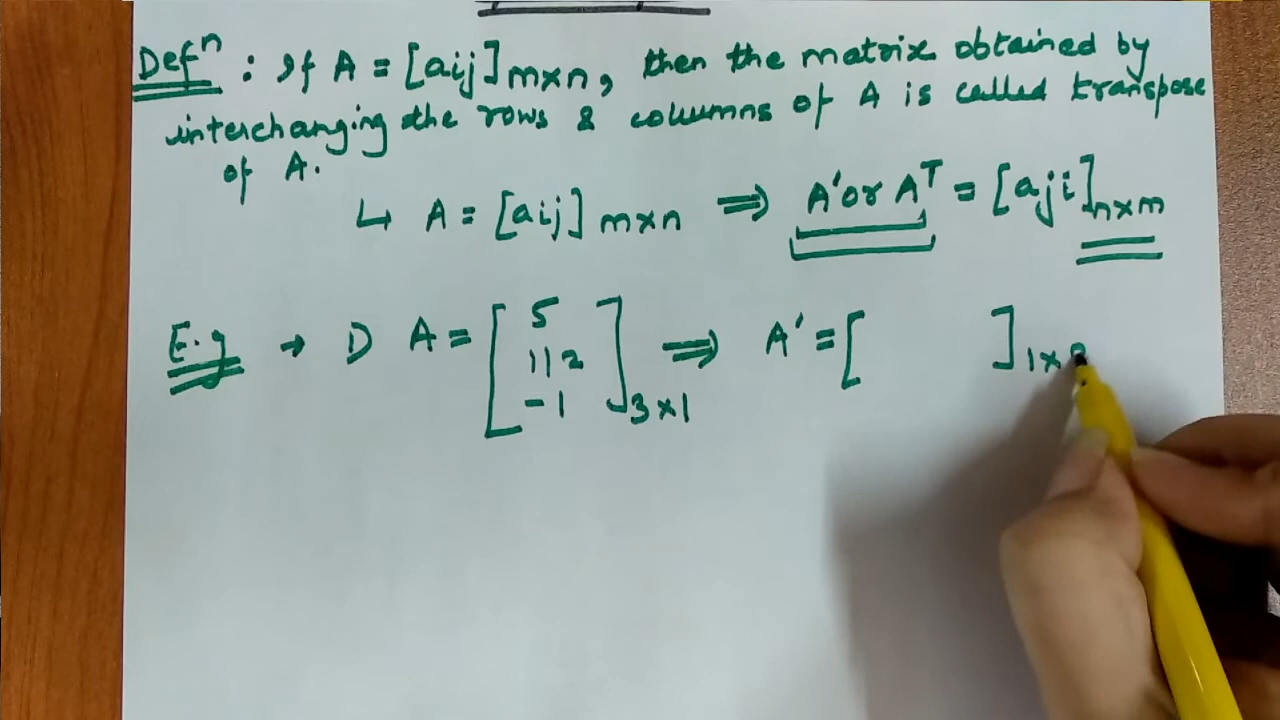 Defⁿ : If A = [aij]m×n, then the matrix obtained by
interchanging the rows & columns of A is called transpose
of A.
↳ A = [aij] m×n ⟹ A' or Aᵀ = [aji]n×m
E.g → 1) A = [ 5 ]3×1 ⟹ A' = [ ]1×
1/2
-1